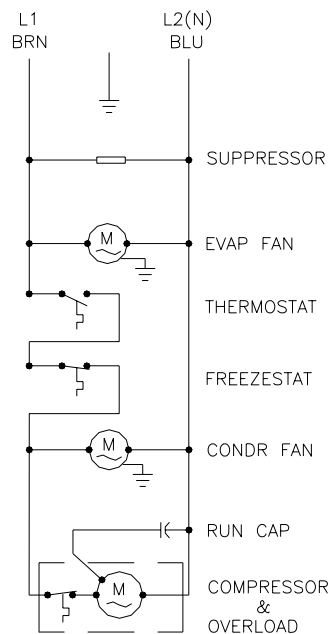 L1 L2(N)
BRN BLU
SUPPRESSOR
M
EVAP FAN
THERMOSTAT
FREEZESTAT
M
CONDR FAN
RUN CAP
M
COMPRESSOR
&
OVERLOAD